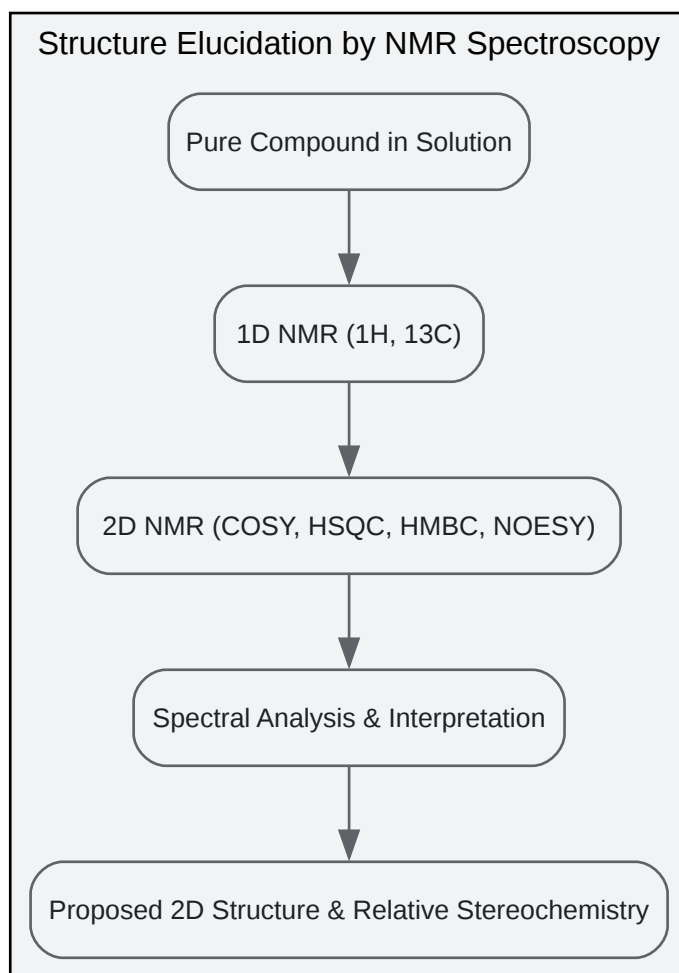 Structure Elucidation by NMR Spectroscopy
Pure Compound in Solution
1D NMR (1H, 13C)
2D NMR (COSY, HSQC, HMBC, NOESY)
Spectral Analysis & Interpretation
Proposed 2D Structure & Relative Stereochemistry